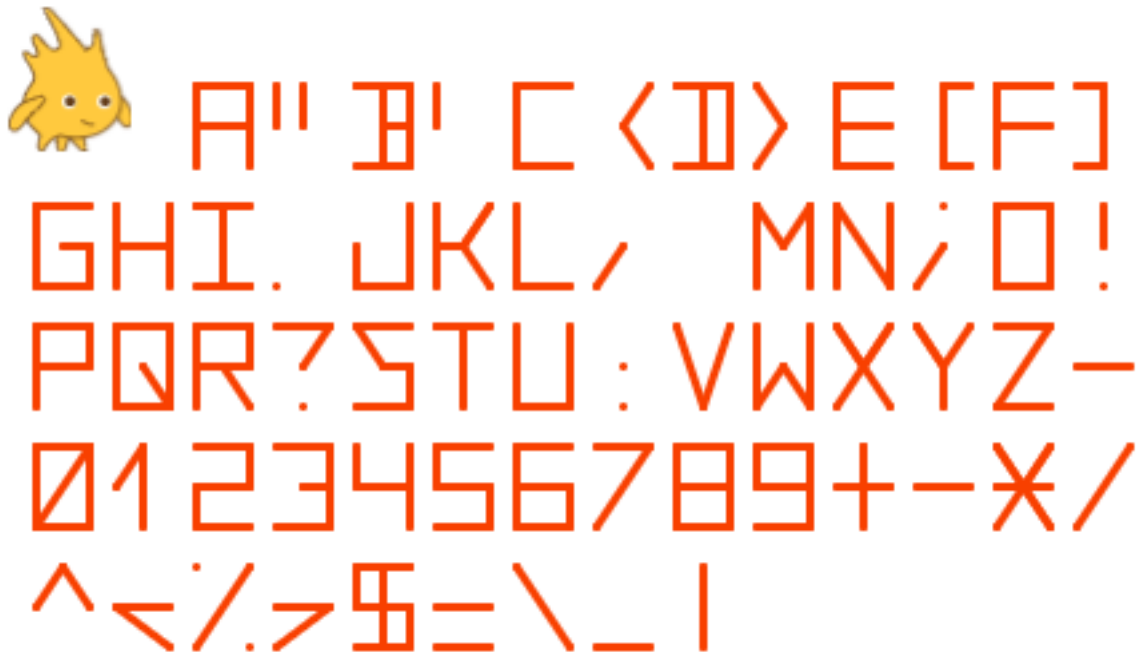 A" B' C <D> E [F]
GHI. JKL, MN; O!
PQR?STU : VWXYZ-
0123456789+-*/
^<%>$=\_|